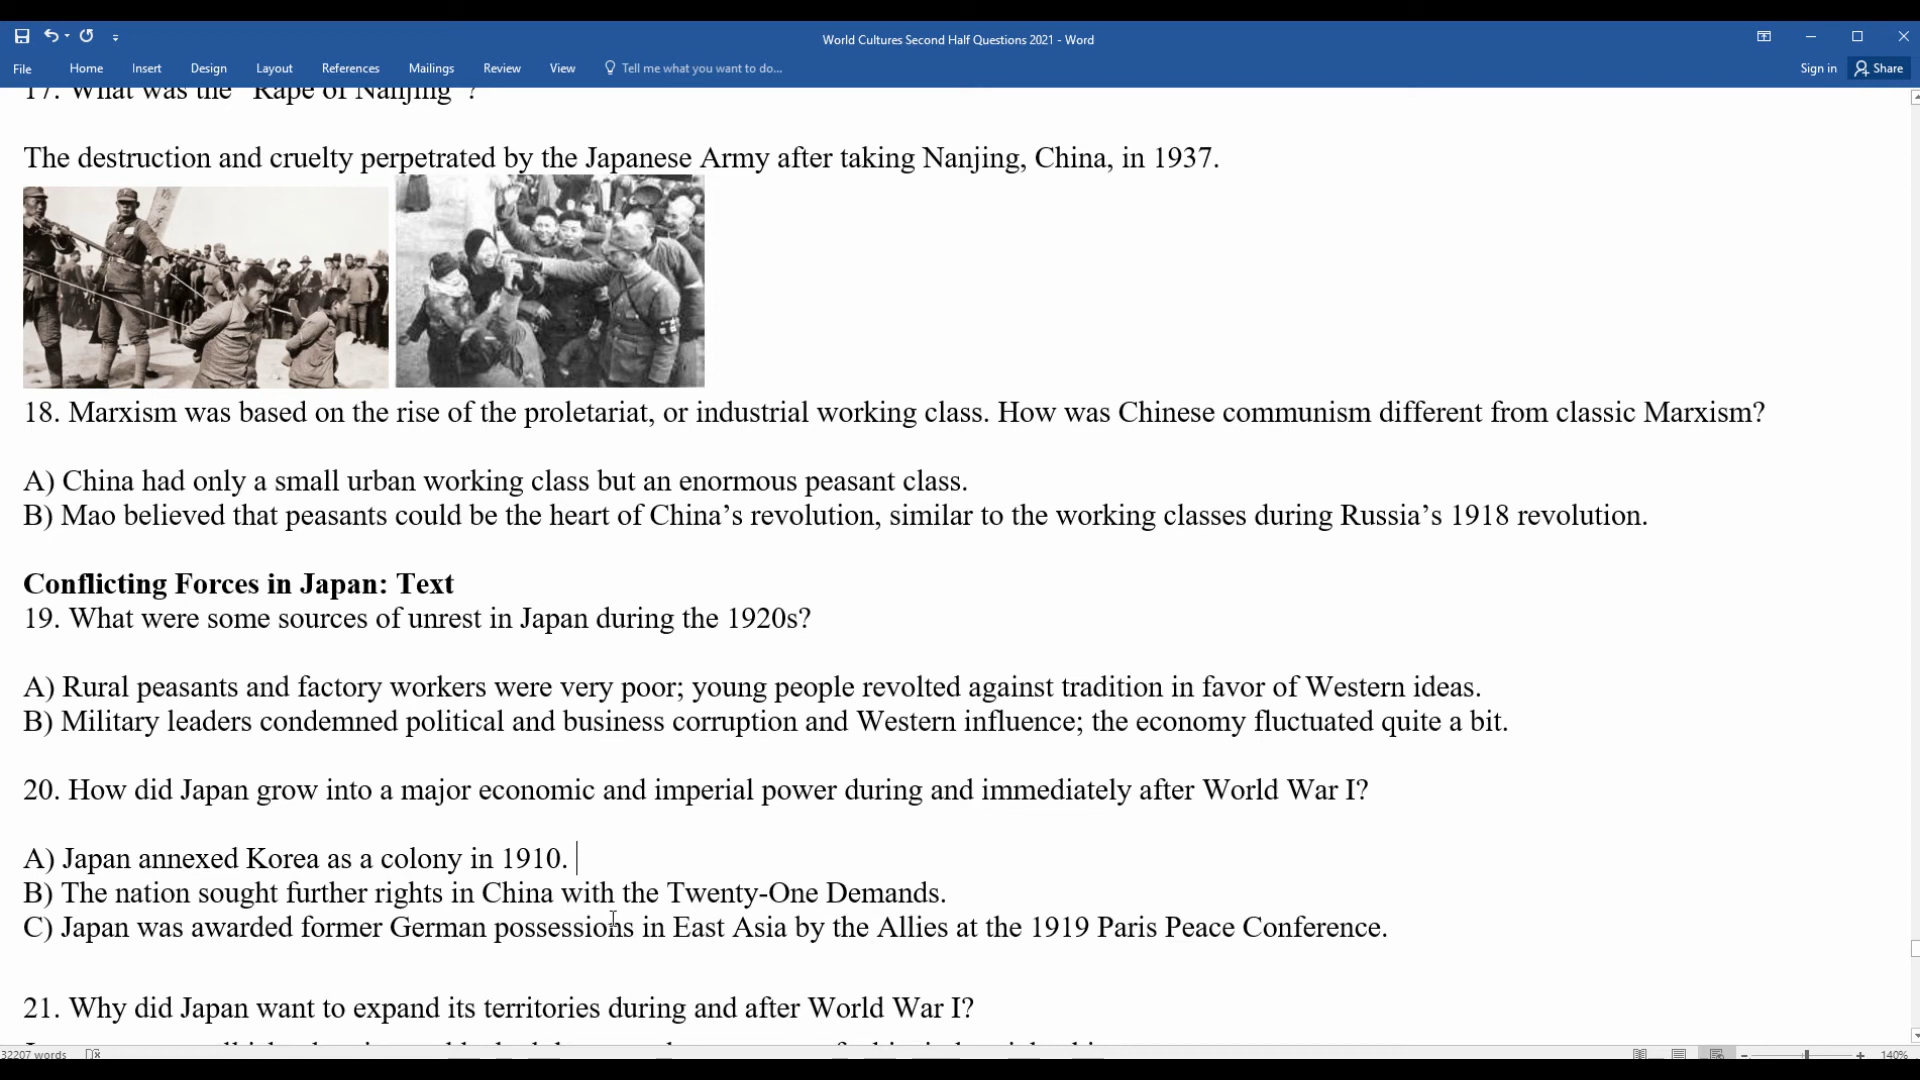 World Cultures Second Half Questions 2021 - Word
File Home Insert Design Layout References Mailings Review View Tell me what you want to do... Sign in Share
17. What was the "Rape of Nanjing"?
The destruction and cruelty perpetrated by the Japanese Army after taking Nanjing, China, in 1937.
18. Marxism was based on the rise of the proletariat, or industrial working class. How was Chinese communism different from classic Marxism?
A) China had only a small urban working class but an enormous peasant class.
B) Mao believed that peasants could be the heart of China’s revolution, similar to the working classes during Russia’s 1918 revolution.
Conflicting Forces in Japan: Text
19. What were some sources of unrest in Japan during the 1920s?
A) Rural peasants and factory workers were very poor; young people revolted against tradition in favor of Western ideas.
B) Military leaders condemned political and business corruption and Western influence; the economy fluctuated quite a bit.
20. How did Japan grow into a major economic and imperial power during and immediately after World War I?
A) Japan annexed Korea as a colony in 1910.
B) The nation sought further rights in China with the Twenty-One Demands.
C) Japan was awarded former German possessions in East Asia by the Allies at the 1919 Paris Peace Conference.
21. Why did Japan want to expand its territories during and after World War I?
32207 words 140%